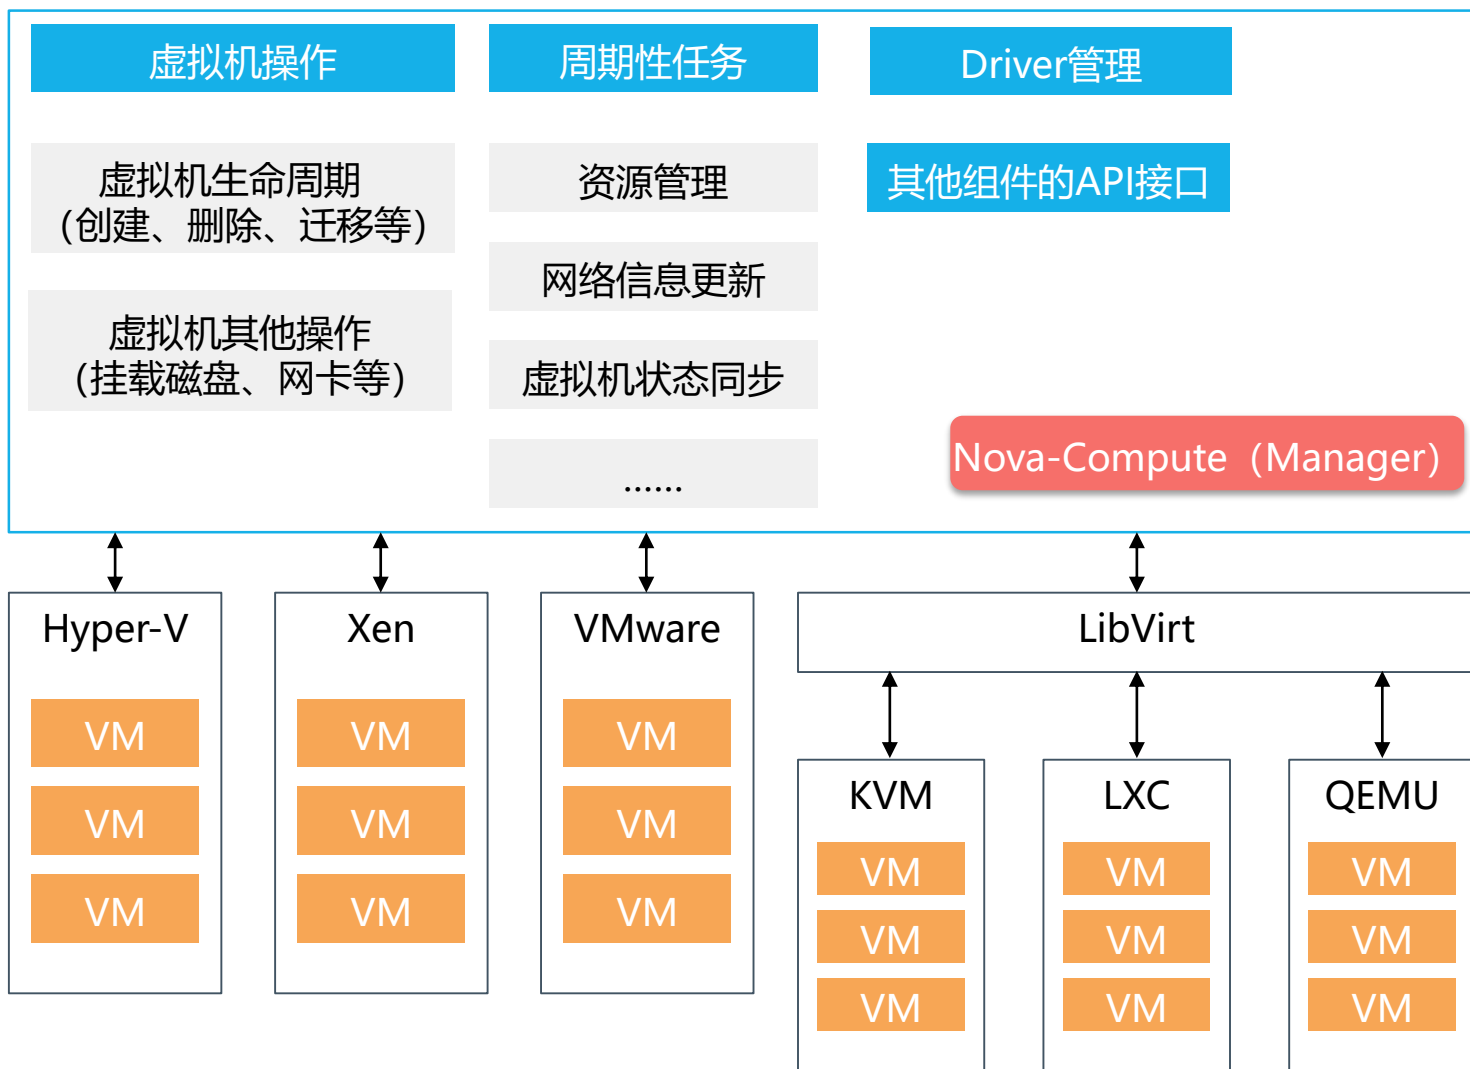 虚拟机操作
周期性任务
Driver管理
虚拟机生命周期
（创建、删除、迁移等）
资源管理
其他组件的API接口
网络信息更新
虚拟机其他操作
（挂载磁盘、网卡等）
虚拟机状态同步
……
Nova-Compute（Manager）
Hyper-V
VM
VM
VM
Xen
VM
VM
VM
VMware
VM
VM
VM
LibVirt
KVM
VM
VM
VM
LXC
VM
VM
VM
QEMU
VM
VM
VM